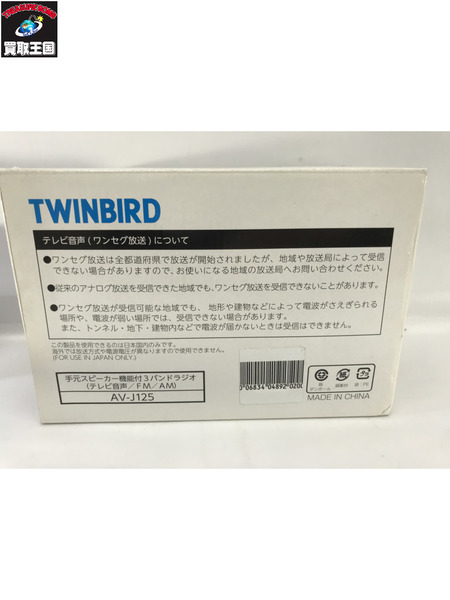 TREASURE KINGDOM
買取王国
TWINBIRD
テレビ音声(ワンセグ放送)について
●ワンセグ放送は全都道府県で放送が開始されましたが、地域や放送局によって受信
できない場合がありますので、お使いになる地域の放送局へお問い合わせください。
●従来のアナログ放送を受信できた地域でも、ワンセグ放送を受信できないことがあります。
●ワンセグ放送が受信可能な地域でも、地形や建物などによって電波がさえぎられる
場所や、電波が弱い場所では、受信できない場合があります。
また、トンネル・地下・建物内などで電波が届かないときは受信はできません。
この製品を使用できるのは日本国内のみです。
海外では放送方式や電源電圧が異なりますので使用できません。
(FOR USE IN JAPAN ONLY.)
手元スピーカー機能付3バンドラジオ
(テレビ音声/FM/AM)
AV-J125
0"06834"04892"0200
箱
ダンボール
個装材
袋:PE
MADE IN CHINA